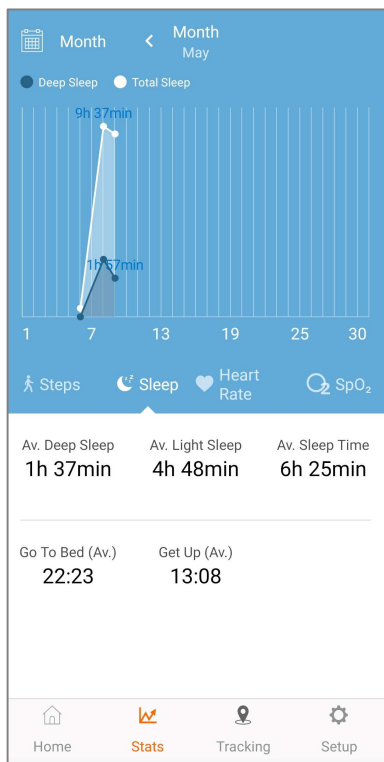 Month
Month
May
Deep Sleep
Total Sleep
9h 37min
1h 57min
1 7 13 19 25 30
Steps
Sleep
Heart
Rate
O2 SpO₂
Av. Deep Sleep Av. Light Sleep Av. Sleep Time
1h 37min 4h 48min 6h 25min
Go To Bed (Av.) Get Up (Av.)
22:23 13:08
Home Stats Tracking Setup